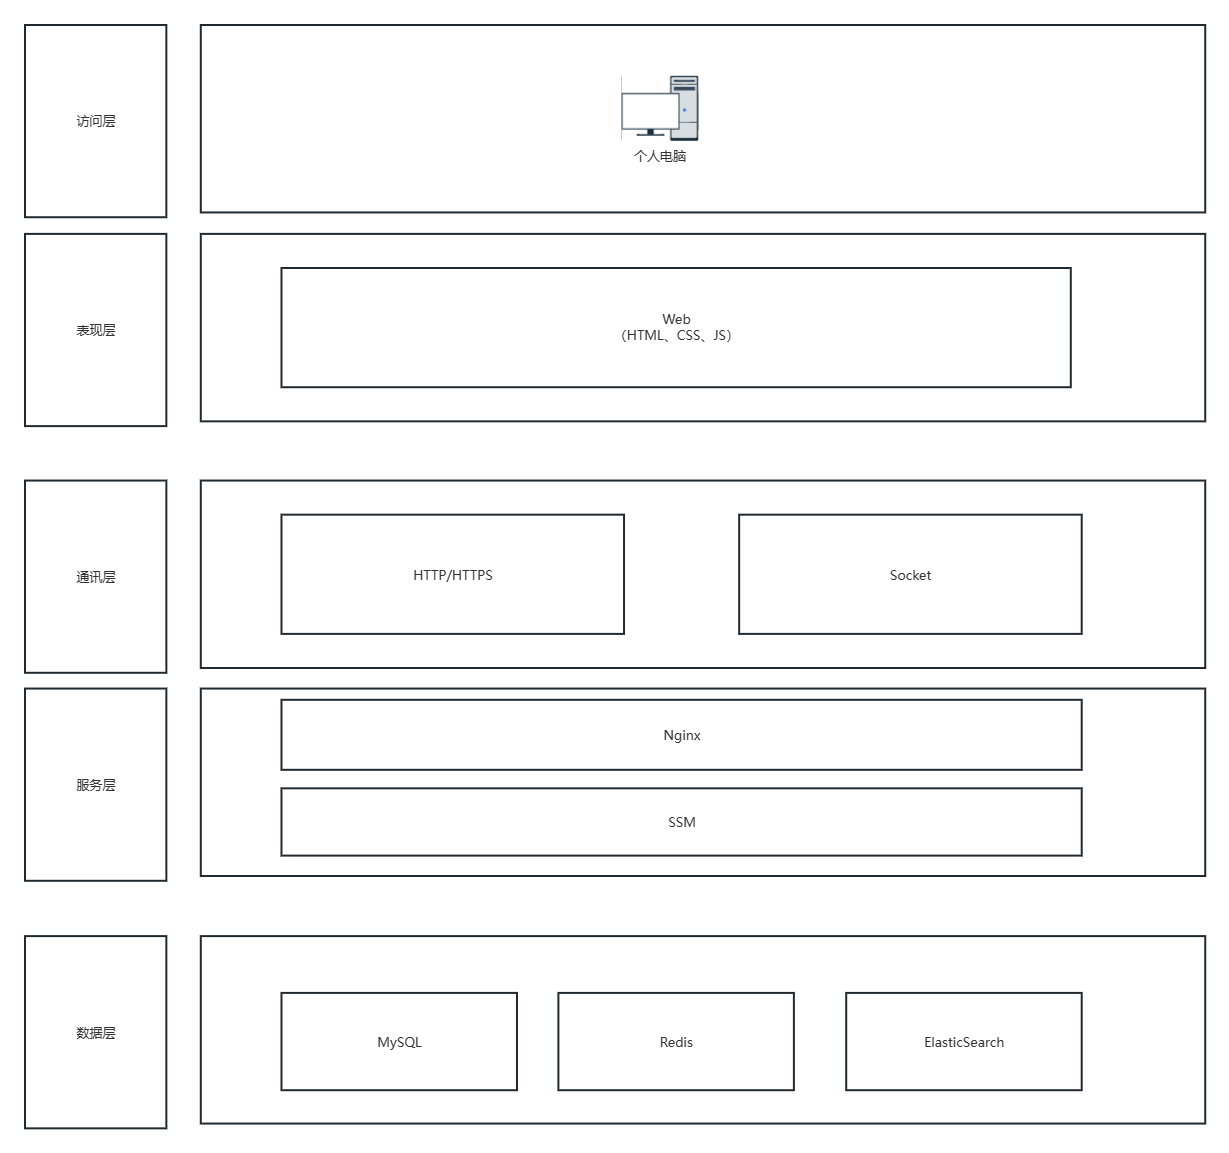 访问层
个人电脑
表现层
Web
（HTML、CSS、JS）
通讯层
HTTP/HTTPS
Socket
服务层
Nginx
SSM
数据层
MySQL
Redis
ElasticSearch